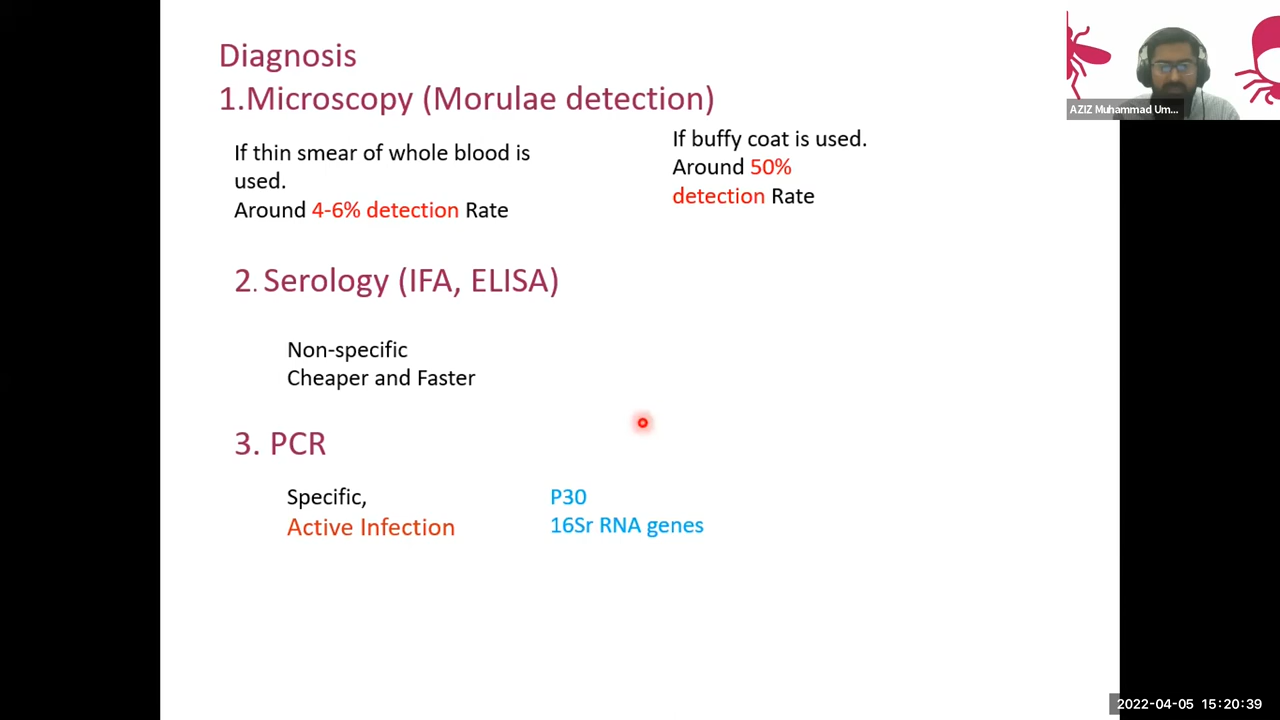 Diagnosis
1.Microscopy (Morulae detection)
If thin smear of whole blood is
used.
Around 4-6% detection Rate
If buffy coat is used.
Around 50%
detection Rate
2. Serology (IFA, ELISA)
Non-specific
Cheaper and Faster
3. PCR
Specific,
Active Infection
P30
16Sr RNA genes
AZIZ Muhammad Um...
2022-04-05 15:20:39